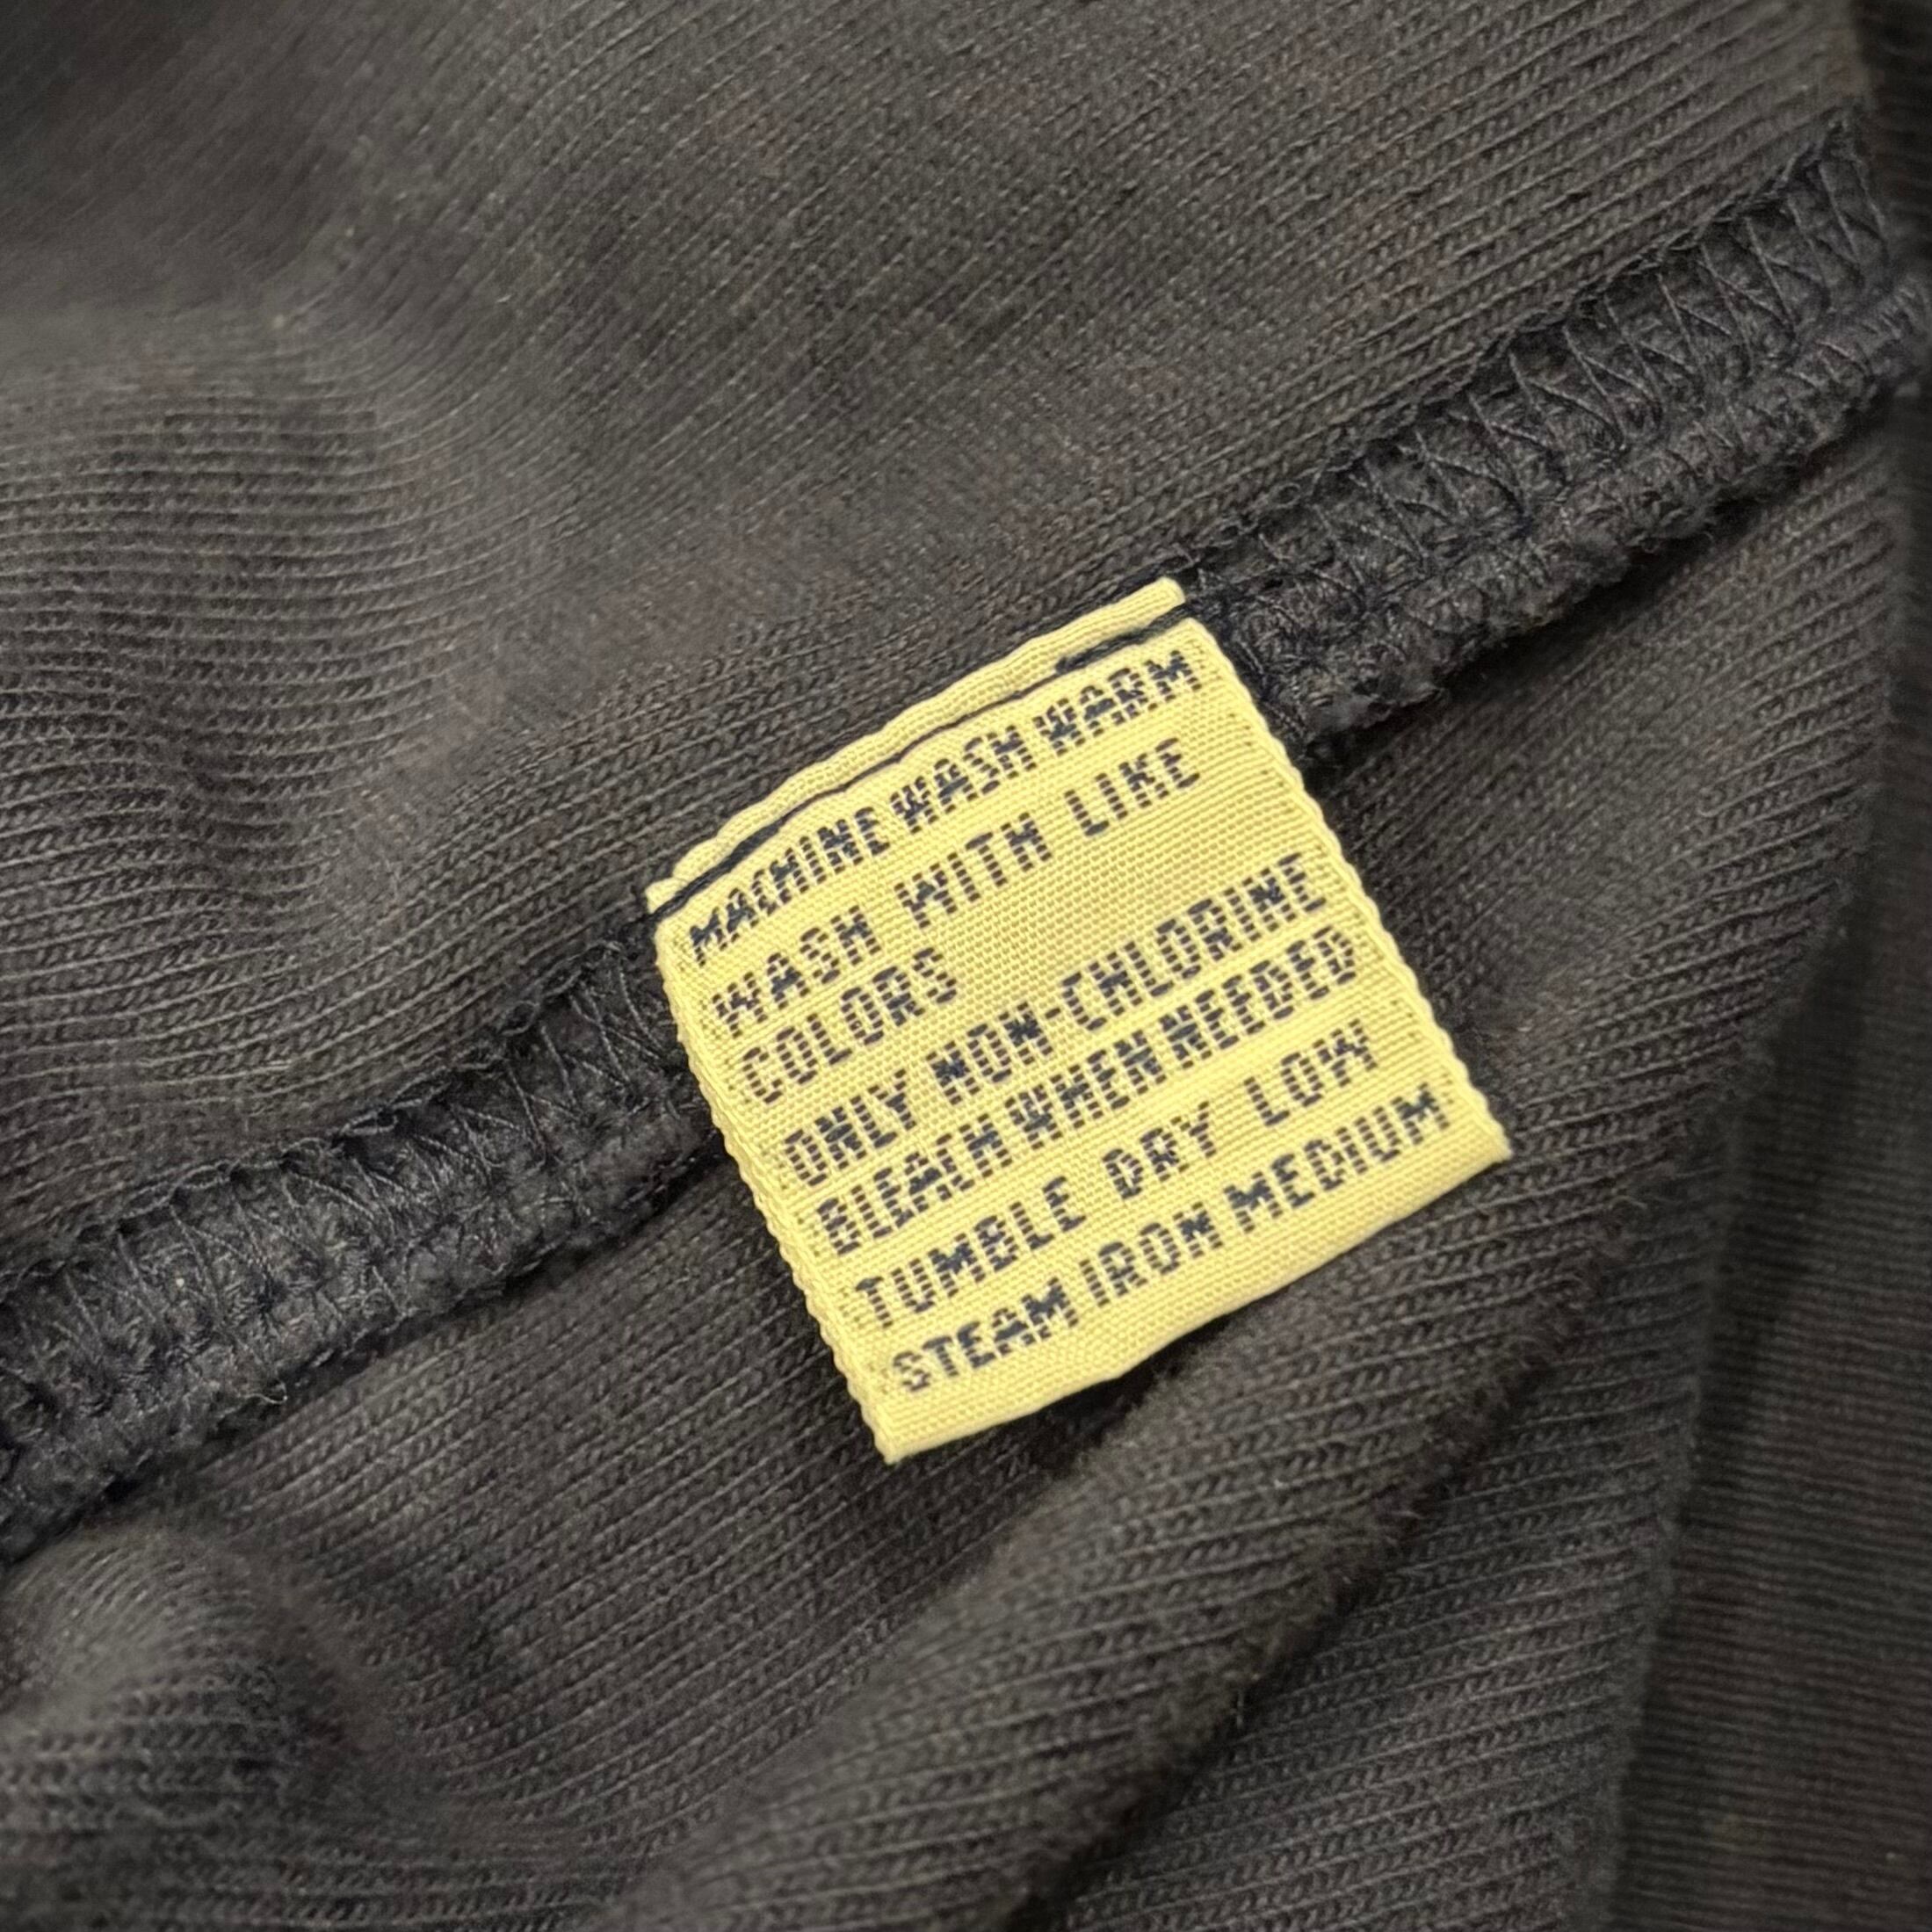 MACHINE WASH WARM
WASH WITH LIKE
COLORS
ONLY NON-CHLORINE
BLEACH WHEN NEEDED
TUMBLE DRY LOW
STEAM IRON MEDIUM